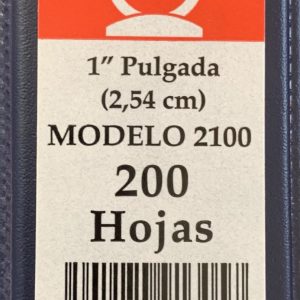 1” Pulgada
(2,54 cm)
MODELO 2100
200
Hojas